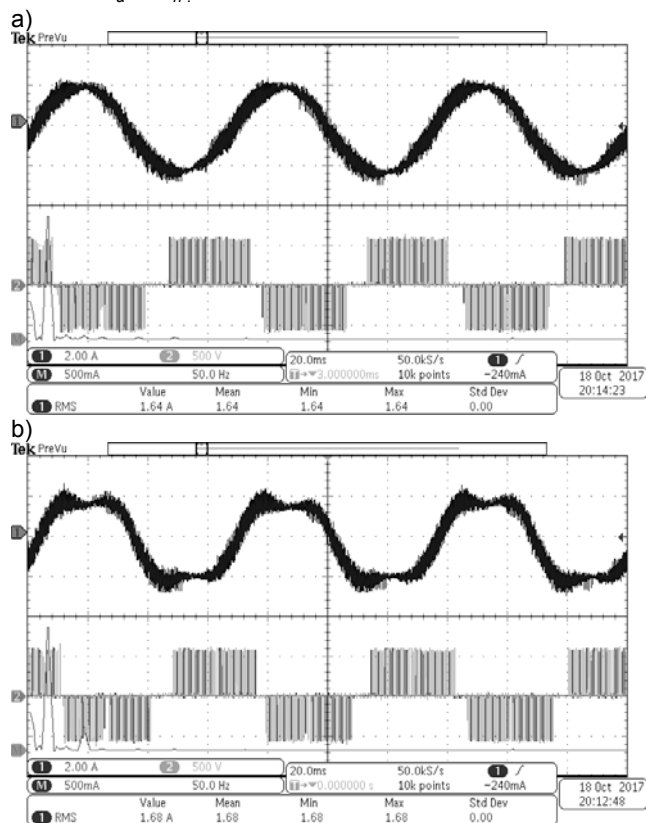 a)
Tek PreVu
1
2
1 2.00 A 2 500 V 20.0ms 50.0kS/s 1
M 500mA 50.0 Hz 3.000000ms 10k points -240mA
18 Oct 2017
20:14:23
Value Mean Min Max Std Dev
1 RMS 1.64 A 1.64 1.64 1.64 0.00
b)
Tek PreVu
1
2
1 2.00 A 2 500 V 20.0ms 50.0kS/s 1
M 500mA 50.0 Hz 0.000000 s 10k points -240mA
18 Oct 2017
20:12:48
Value Mean Min Max Std Dev
1 RMS 1.68 A 1.68 1.68 1.68 0.00